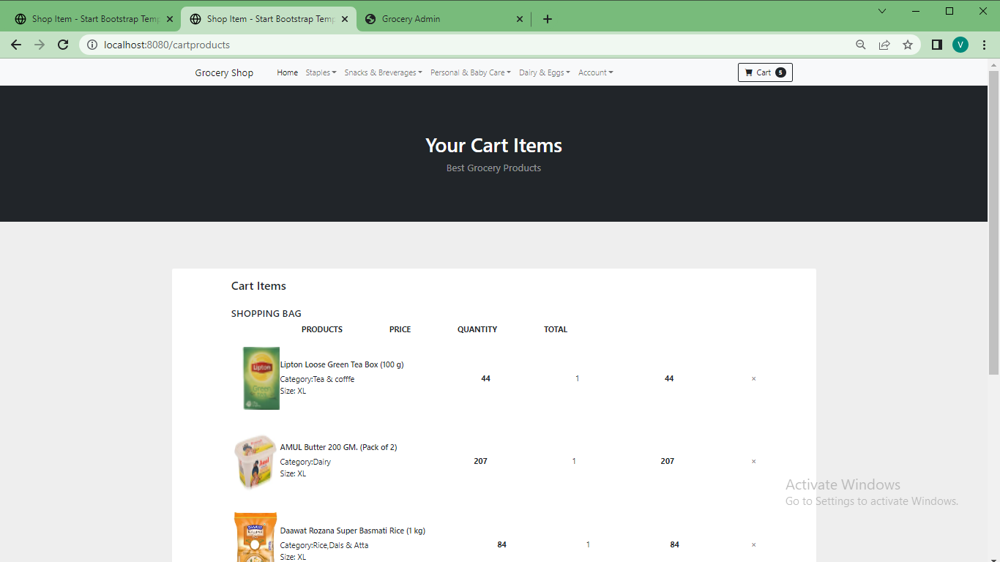 Shop Item - Start Bootstrap Temp
Shop Item - Start Bootstrap Temp
Grocery Admin
localhost:8080/cartproducts
V
Grocery Shop
Home Staples Snacks & Breverages Personal & Baby Care Dairy & Eggs Account
Cart 5
Your Cart Items
Best Grocery Products
Cart Items
SHOPPING BAG
PRODUCTS PRICE QUANTITY TOTAL
Lipton
Green
Lipton Loose Green Tea Box (100 g)
Category:Tea & cofffe
Size: XL
44 1 44 ×
Amul
AMUL Butter 200 GM. (Pack of 2)
Category:Dairy
Size: XL
207 1 207 ×
Activate Windows
Go to Settings to activate Windows.
DAAWAT
Rozana
Daawat Rozana Super Basmati Rice (1 kg)
Category:Rice,Dals & Atta
Size: XL
84 1 84 ×